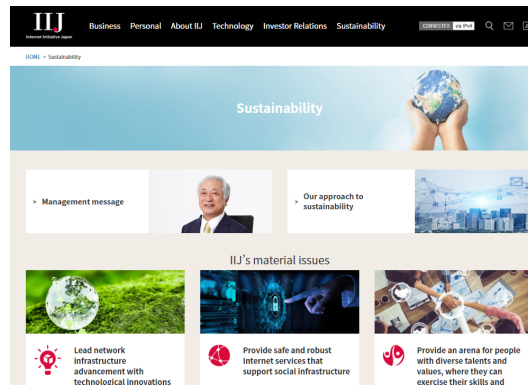 IIJ
Internet Initiative Japan
Business Personal About IIJ Technology Investor Relations Sustainability
CONNECTED via IPv4
HOME > Sustainability
Sustainability
> Management message
> Our approach to
sustainability
IIJ's material issues
Lead network
infrastructure
advancement with
technological innovations
Provide safe and robust
Internet services that
support social infrastructure
Provide an arena for people
with diverse talents and
values, where they can
exercise their skills and